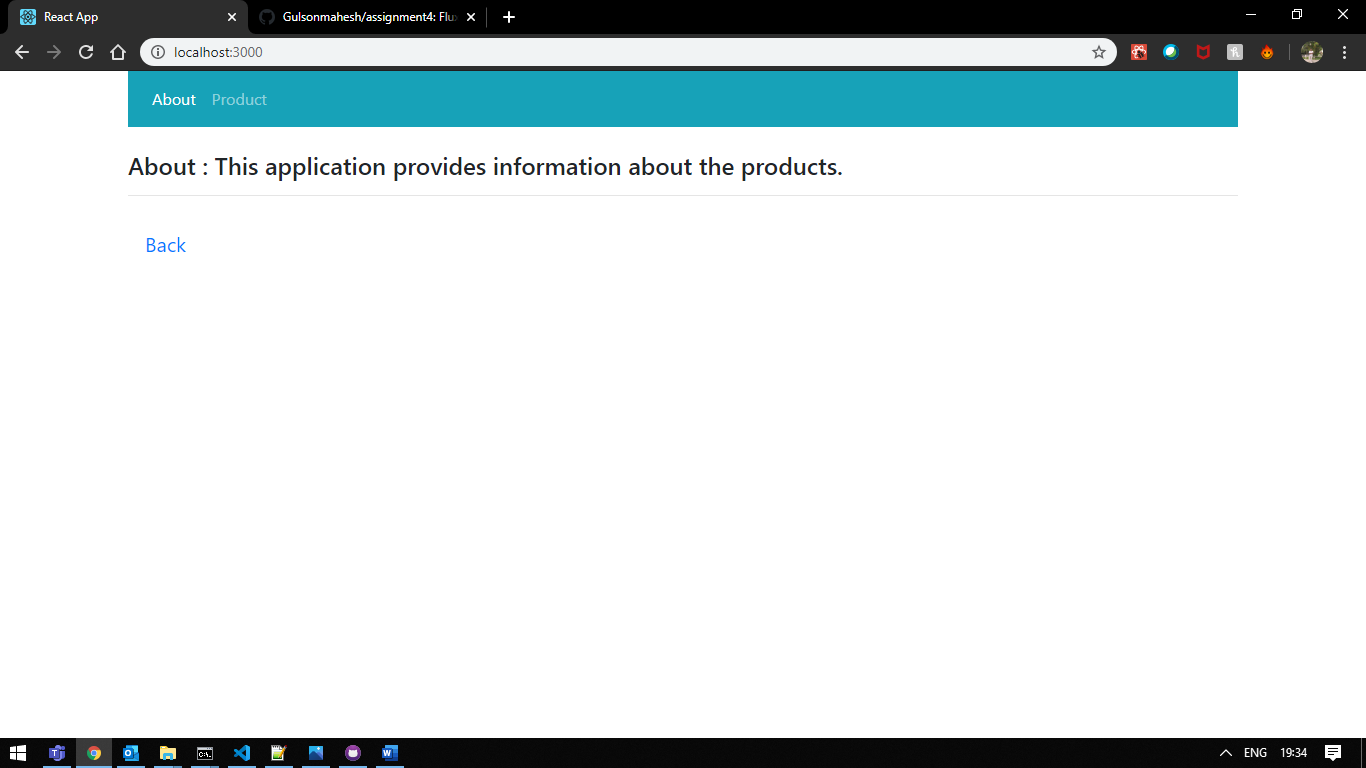 React App
Gulsonmahesh/assignment4: Flu
localhost:3000
About Product
About : This application provides information about the products.
Back
ENG 19:34